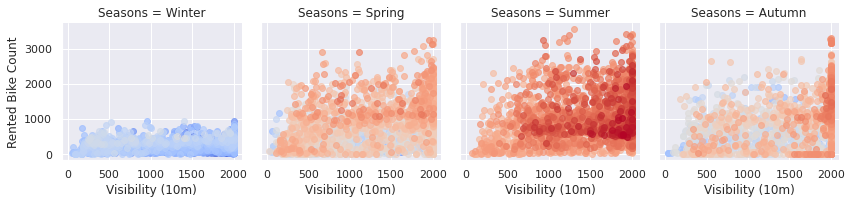 Seasons = Winter
Seasons = Spring
Seasons = Summer
Seasons = Autumn
Rented Bike Count
3000
2000
1000
0
0 500 1000 1500 2000
0 500 1000 1500 2000
0 500 1000 1500 2000
0 500 1000 1500 2000
Visibility (10m)
Visibility (10m)
Visibility (10m)
Visibility (10m)